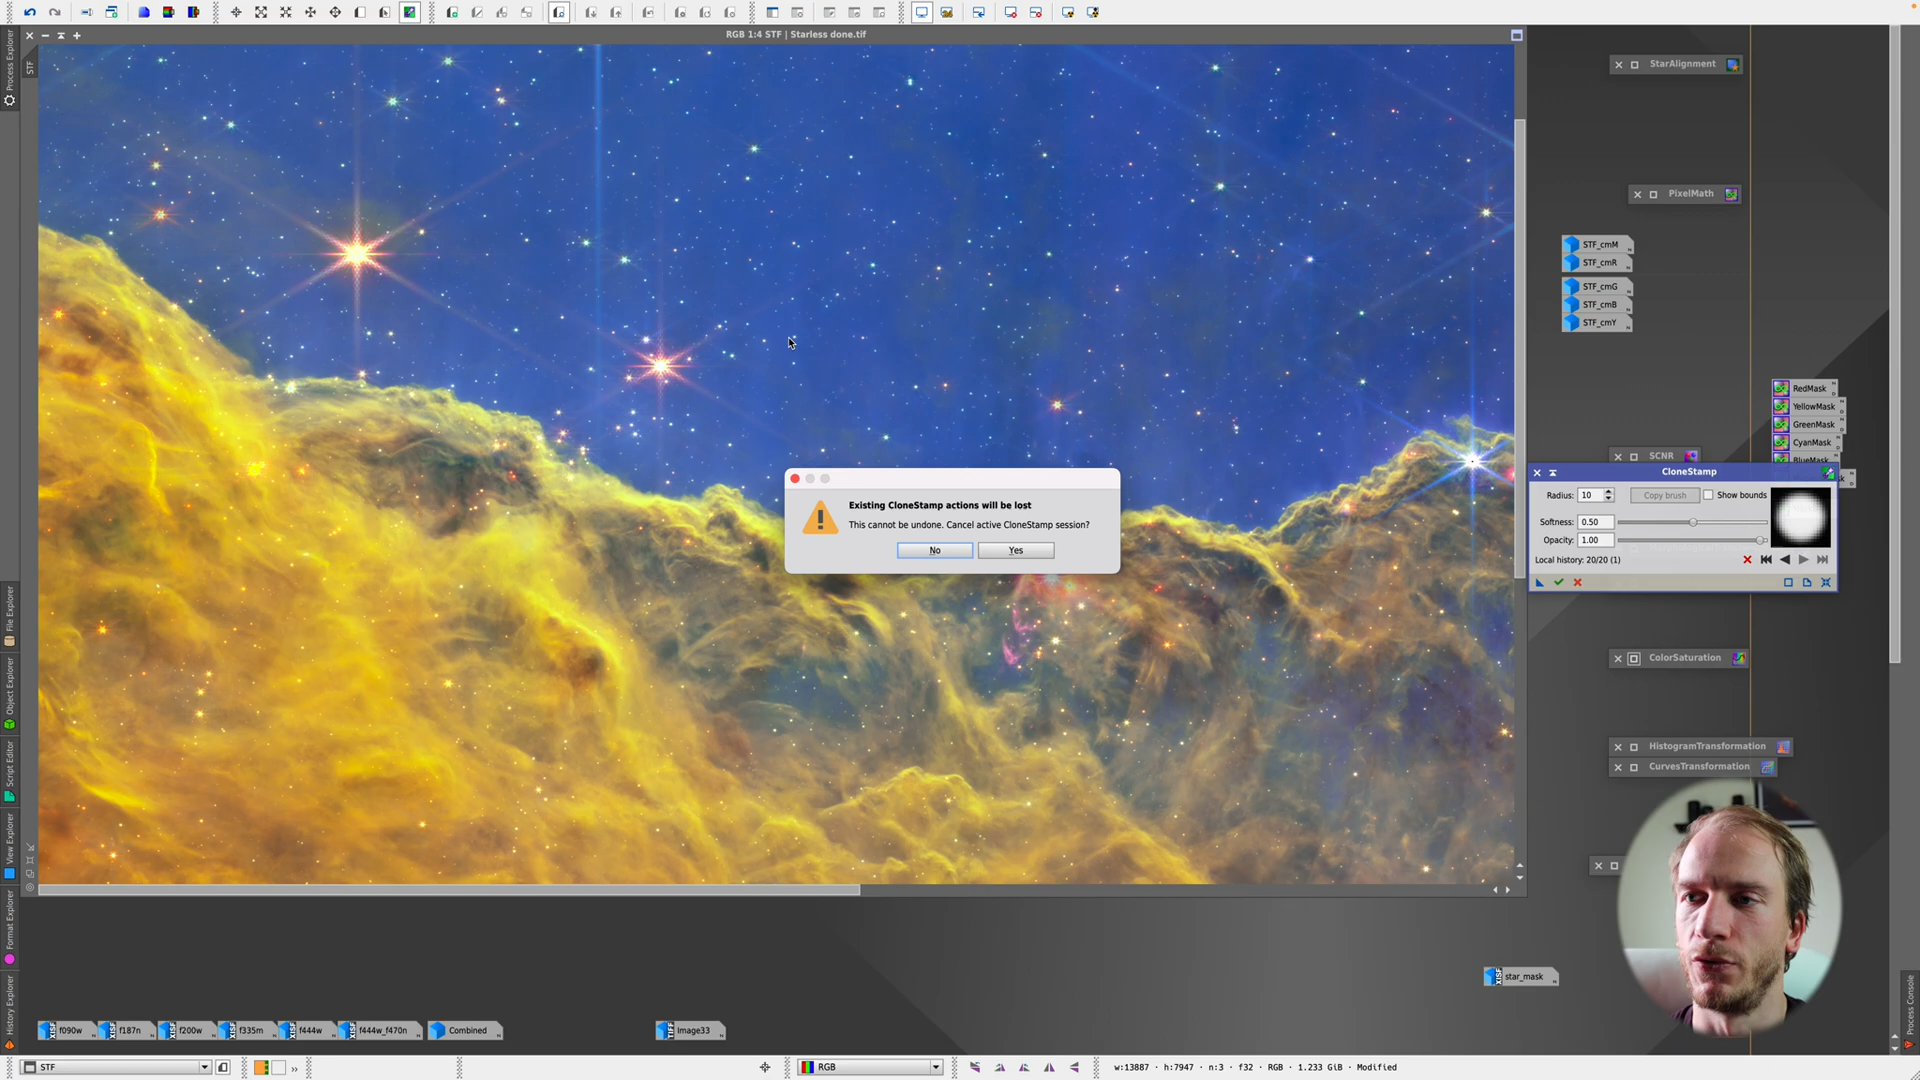 RGB 1:4 STF | Starless done.tif
Process Explorer
STF
File Explorer
Object Explorer
Script Editor
View Explorer
Format Explorer
History Explorer
Process Console
StarAlignment
PixelMath
STF_cmM
STF_cmR
STF_cmG
STF_cmB
STF_cmY
RedMask
YellowMask
GreenMask
CyanMask
BlueMask
SCNR
CloneStamp
Radius: 10
Copy brush
Show bounds
Softness: 0.50
Opacity: 1.00
Local history: 20/20 (1)
Existing CloneStamp actions will be lost
This cannot be undone. Cancel active CloneStamp session?
No
Yes
ColorSaturation
HistogramTransformation
CurvesTransformation
star_mask
f090w
f187n
f200w
f335m
f444w
f444w_f470n
Combined
Image33
STF
RGB
w:13887 · h:7947 · n:3 · f32 · RGB · 1.233 GiB · Modified